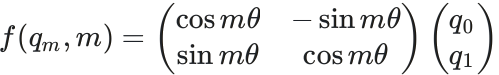 f(q_m, m) = \begin{pmatrix} \cos m\theta & -\sin m\theta \\ \sin m\theta & \cos m\theta \end{pmatrix} \begin{pmatrix} q_0 \\ q_1 \end{pmatrix}